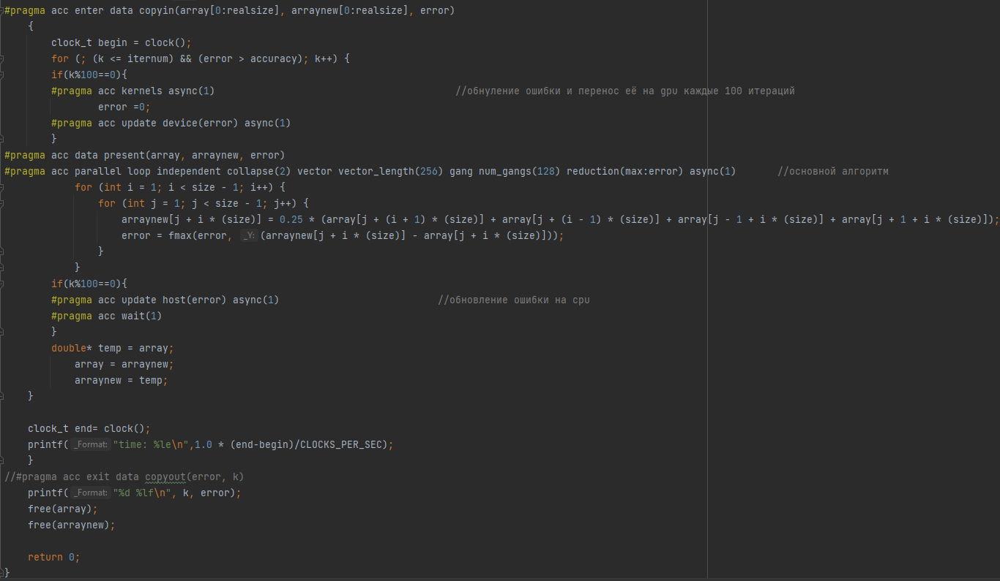 #pragma acc enter data copyin(array[0:realsize], arraynew[0:realsize], error)
{
clock_t begin = clock();
for (; (k <= iternum) && (error > accuracy); k++) {
if(k%100==0){
#pragma acc kernels async(1) //обнуление ошибки и перенос её на gpu каждые 100 итераций
error =0;
#pragma acc update device(error) async(1)
}
#pragma acc data present(array, arraynew, error)
#pragma acc parallel loop independent collapse(2) vector vector_length(256) gang num_gangs(128) reduction(max:error) async(1) //основной алгоритм
for (int i = 1; i < size - 1; i++) {
for (int j = 1; j < size - 1; j++) {
arraynew[j + i * (size)] = 0.25 * (array[j + (i + 1) * (size)] + array[j + (i - 1) * (size)] + array[j - 1 + i * (size)] + array[j + 1 + i * (size)]);
error = fmax(error, _Y: (arraynew[j + i * (size)] - array[j + i * (size)]));
}
}
if(k%100==0){
#pragma acc update host(error) async(1) //обновление ошибки на cpu
#pragma acc wait(1)
}
double* temp = array;
array = arraynew;
arraynew = temp;
}
clock_t end= clock();
printf( _Format: "time: %le\n",1.0 * (end-begin)/CLOCKS_PER_SEC);
}
//#pragma acc exit data copyout(error, k)
printf( _Format: "%d %lf\n", k, error);
free(array);
free(arraynew);
return 0;
}